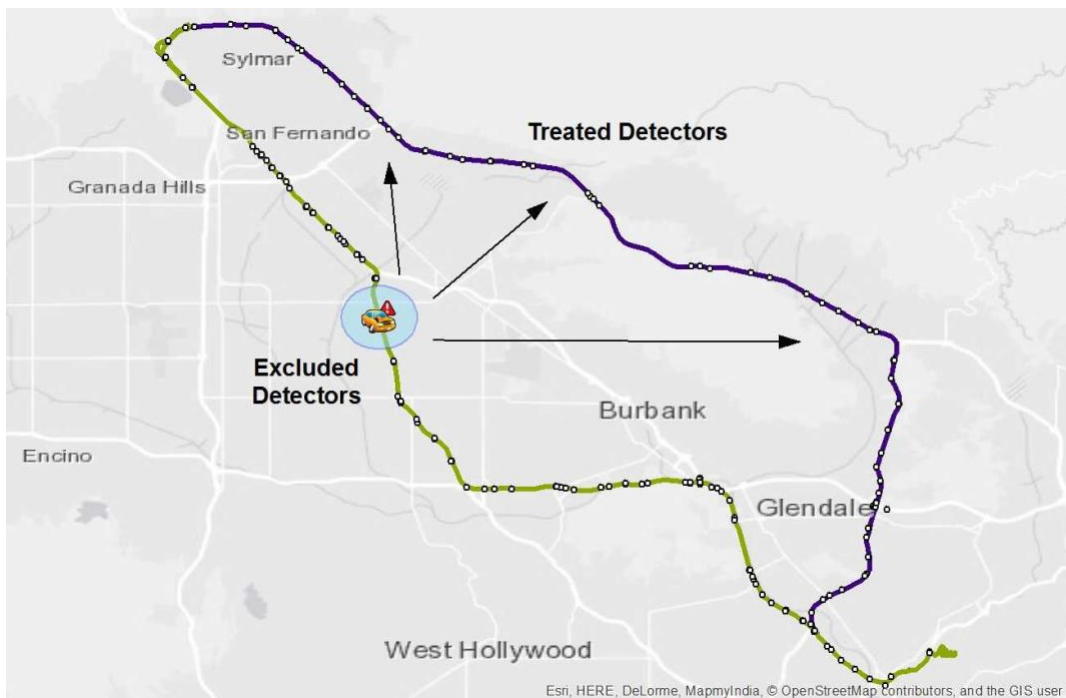 Sylmar
San Fernando
Treated Detectors
Granada Hills
Excluded
Detectors
Burbank
Encino
Glendale
West Hollywood
Esri, HERE, DeLorme, MapmyIndia, © OpenStreetMap contributors, and the GIS user